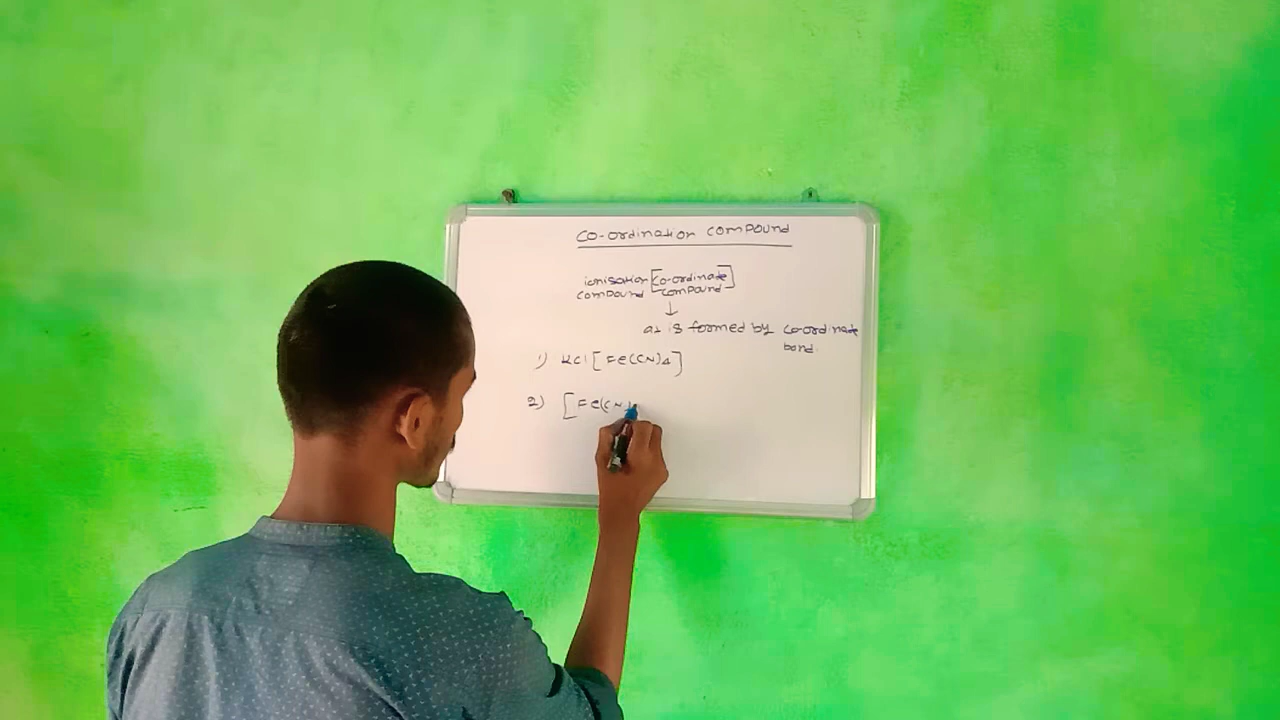 CO-ordination compound
ionisation [co-ordinate]
compound compound
↓
as is formed by co-ordinate
bond.
1) KCl [Fe(CN)4]
2) [Fe(CN)